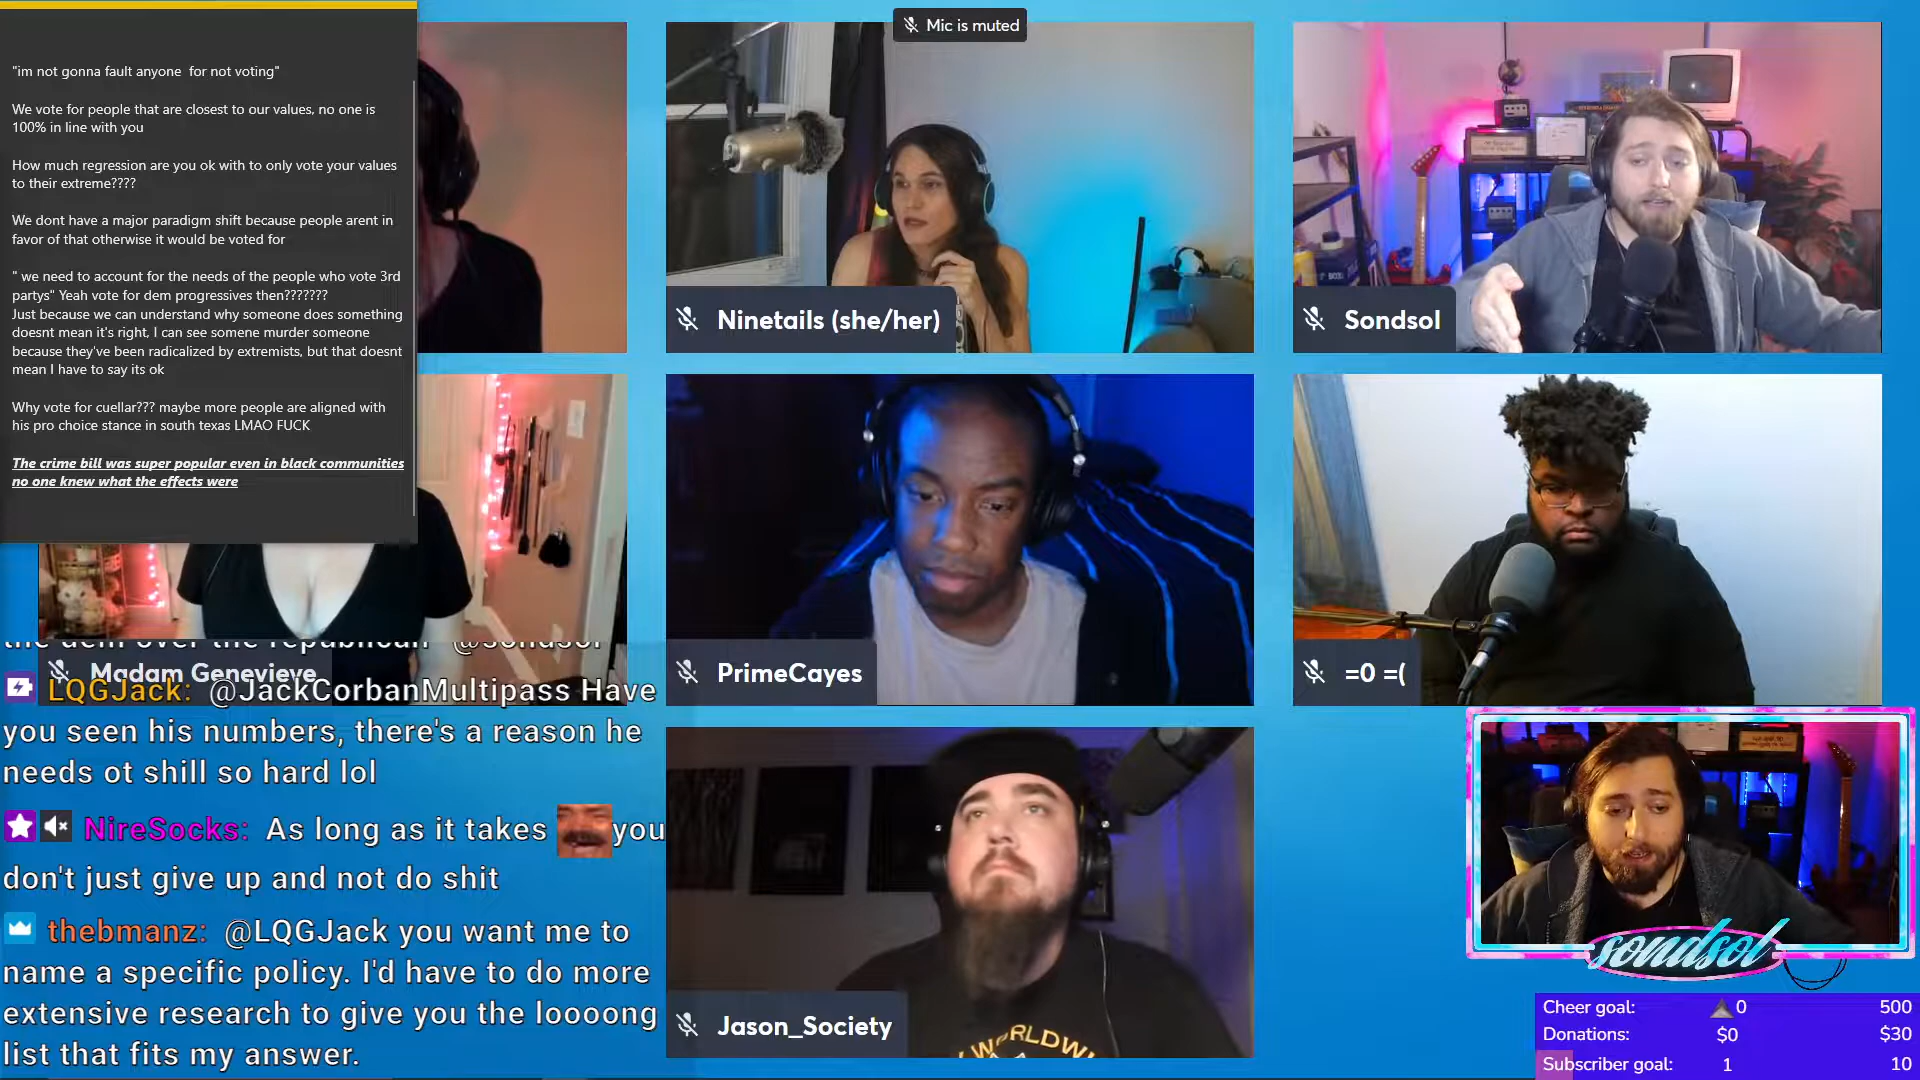 Mic is muted
"im not gonna fault anyone  for not voting"
We vote for people that are closest to our values, no one is
100% in line with you
How much regression are you ok with to only vote your values
to their extreme????
We dont have a major paradigm shift because people arent in
favor of that otherwise it would be voted for
" we need to account for the needs of the people who vote 3rd
partys" Yeah vote for dem progressives then???????
Just because we can understand why someone does something
doesnt mean it's right, I can see somene murder someone
because they've been radicalized by extremists, but that doesnt
mean I have to say its ok
Why vote for cuellar??? maybe more people are aligned with
his pro choice stance in south texas LMAO FUCK
The crime bill was super popular even in black communities
no one knew what the effects were
Ninetails (she/her)
Sondsol
the dem over the republican @sondsol
Madam Genevieve
PrimeCayes
=0 =(
LQGJack: @JackCorbanMultipass Have
you seen his numbers, there's a reason he
needs ot shill so hard lol
NireSocks: As long as it takes you
don't just give up and not do shit
thebmanz: @LQGJack you want me to
name a specific policy. I'd have to do more
extensive research to give you the loooong
list that fits my answer.
Jason_Society
WORLDW
sondsol
Cheer goal: 0 500
Donations: $0 $30
Subscriber goal: 1 10